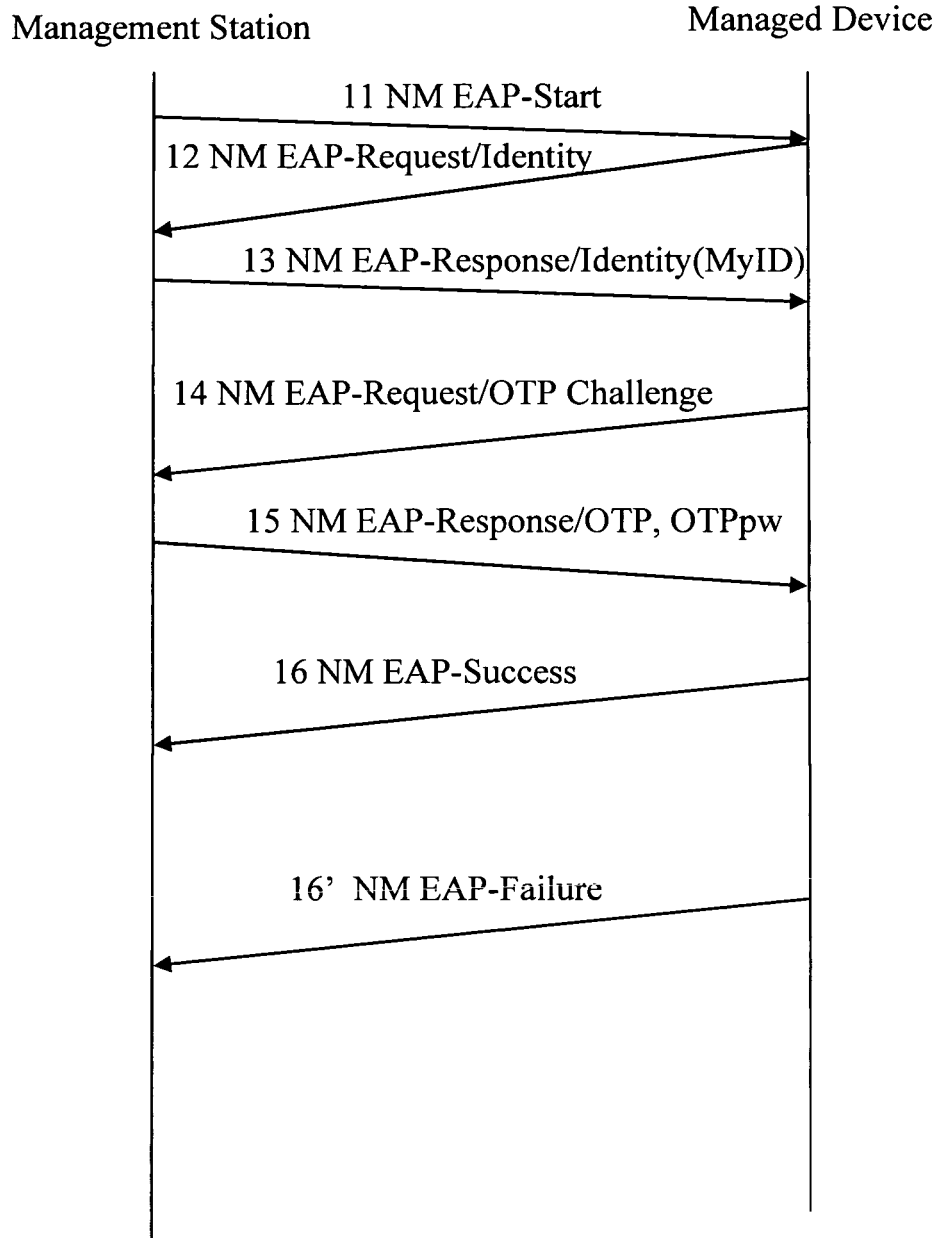 Management Station
Managed Device
11 NM EAP-Start
12 NM EAP-Request/Identity
13 NM EAP-Response/Identity(MyID)
14 NM EAP-Request/OTP Challenge
15 NM EAP-Response/OTP, OTPpw
16 NM EAP-Success
16’ NM EAP-Failure